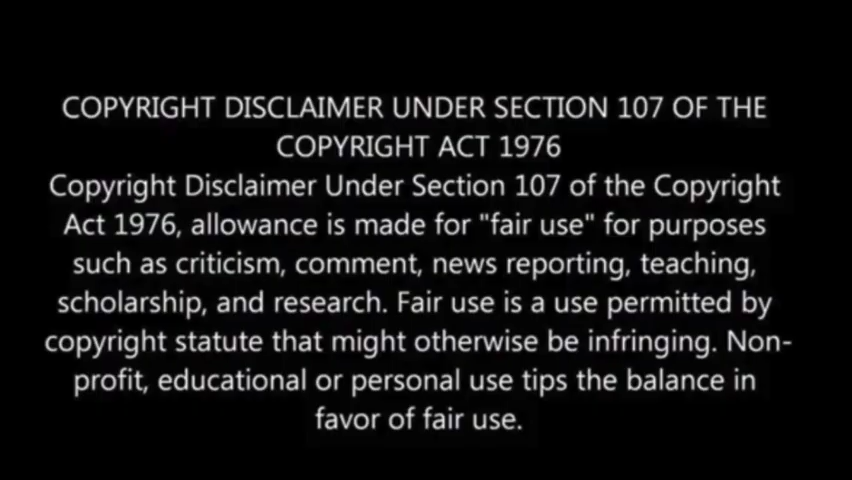 COPYRIGHT DISCLAIMER UNDER SECTION 107 OF THE
COPYRIGHT ACT 1976
Copyright Disclaimer Under Section 107 of the Copyright
Act 1976, allowance is made for "fair use" for purposes
such as criticism, comment, news reporting, teaching,
scholarship, and research. Fair use is a use permitted by
copyright statute that might otherwise be infringing. Non-
profit, educational or personal use tips the balance in
favor of fair use.